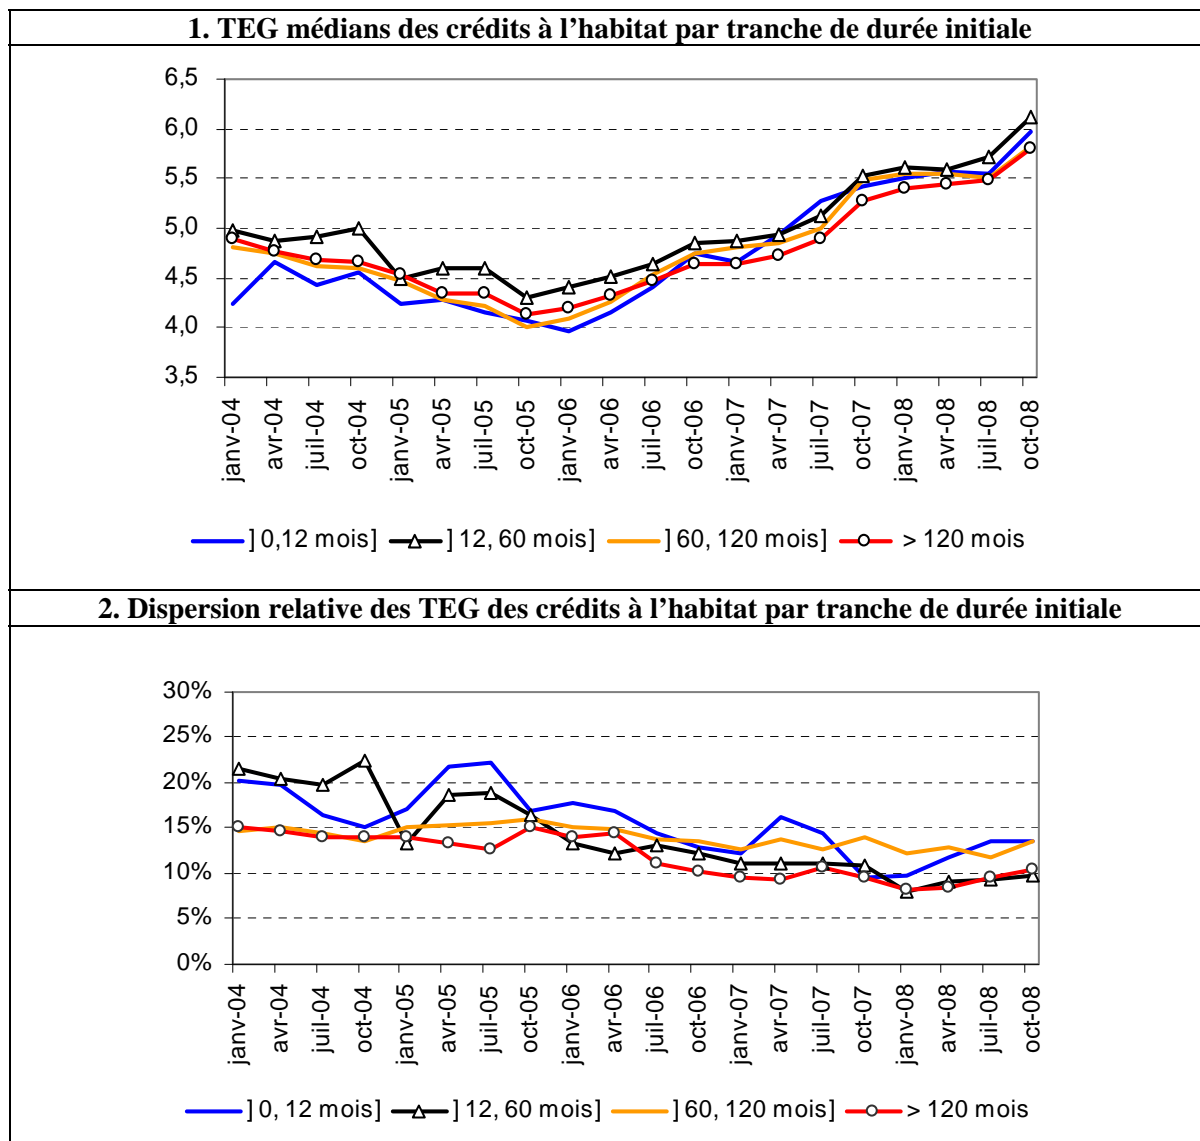 1. TEG médians des crédits à l'habitat par tranche de durée initiale
6,5
6,0
5,5
5,0
4,5
4,0
3,5
janv-04
avr-04
juil-04
oct-04
janv-05
avr-05
juil-05
oct-05
janv-06
avr-06
juil-06
oct-06
janv-07
avr-07
juil-07
oct-07
janv-08
avr-08
juil-08
oct-08
] 0,12 mois] ] 12, 60 mois] ] 60, 120 mois] > 120 mois
2. Dispersion relative des TEG des crédits à l'habitat par tranche de durée initiale
30%
25%
20%
15%
10%
5%
0%
janv-04
avr-04
juil-04
oct-04
janv-05
avr-05
juil-05
oct-05
janv-06
avr-06
juil-06
oct-06
janv-07
avr-07
juil-07
oct-07
janv-08
avr-08
juil-08
oct-08
] 0, 12 mois] ] 12, 60 mois] ] 60, 120 mois] > 120 mois